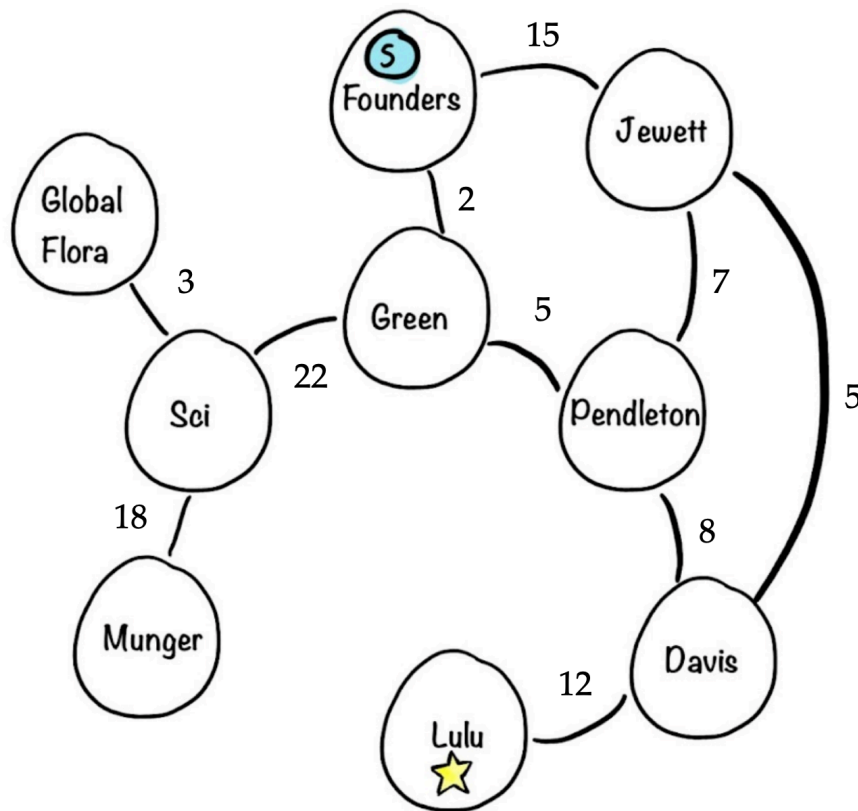 S
Founders
15
Jewett
Global
Flora
2
3
Green
5
7
22
Sci
Pendleton
5
18
8
Munger
Davis
12
Lulu